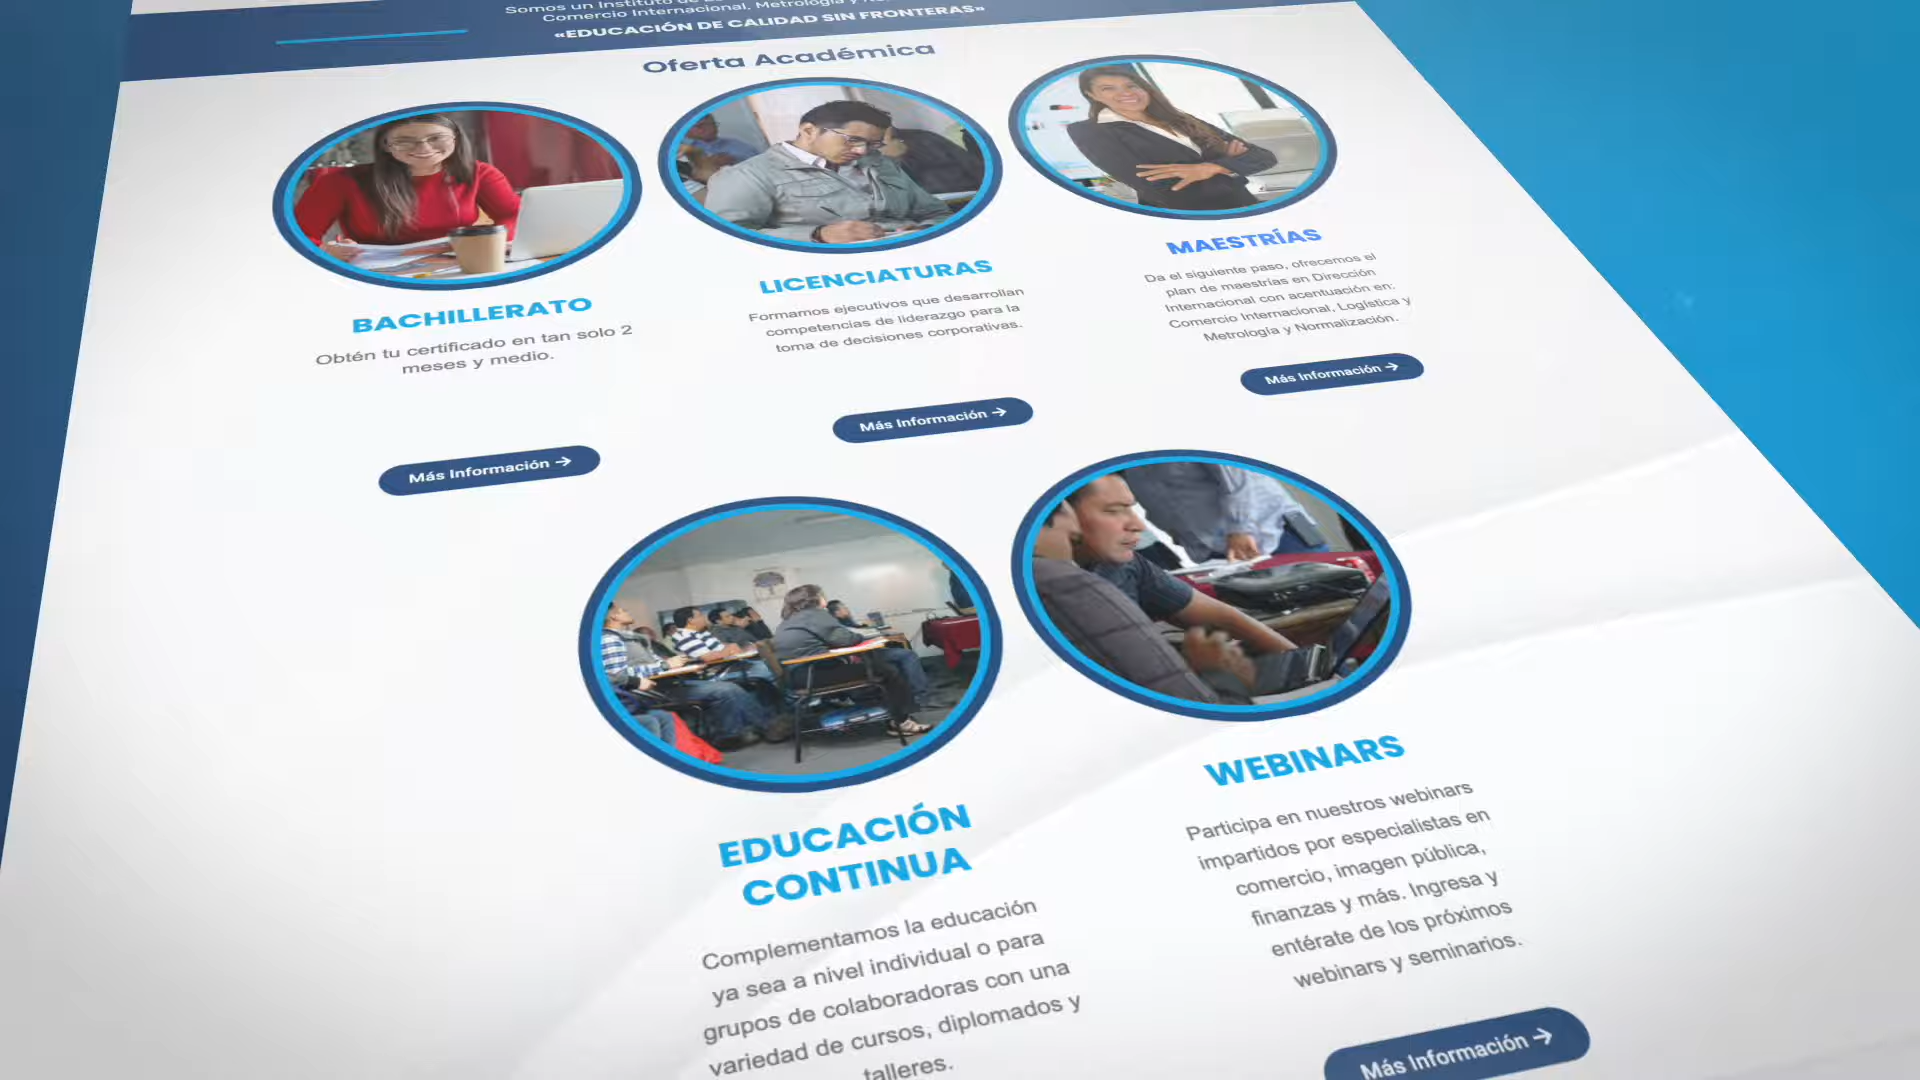 Somos un Instituto de
Comercio Internacional, Metrología y
«EDUCACIÓN DE CALIDAD SIN FRONTERAS»
Oferta Académica
BACHILLERATO
Obtén tu certificado en tan solo 2
meses y medio.
Más Información →
LICENCIATURAS
Formamos ejecutivos que desarrollan
competencias de liderazgo para la
toma de decisiones corporativas.
Más Información →
MAESTRÍAS
Da el siguiente paso, ofrecemos el
plan de maestrías en Dirección
Internacional con acentuación en:
Comercio Internacional, Logística y
Metrología y Normalización.
Más Información →
EDUCACIÓN
CONTINUA
Complementamos la educación
ya sea a nivel individual o para
grupos de colaboradoras con una
variedad de cursos, diplomados y
talleres.
WEBINARS
Participa en nuestros webinars
impartidos por especialistas en
comercio, imagen pública,
finanzas y más. Ingresa y
entérate de los próximos
webinars y seminarios.
Más Información →